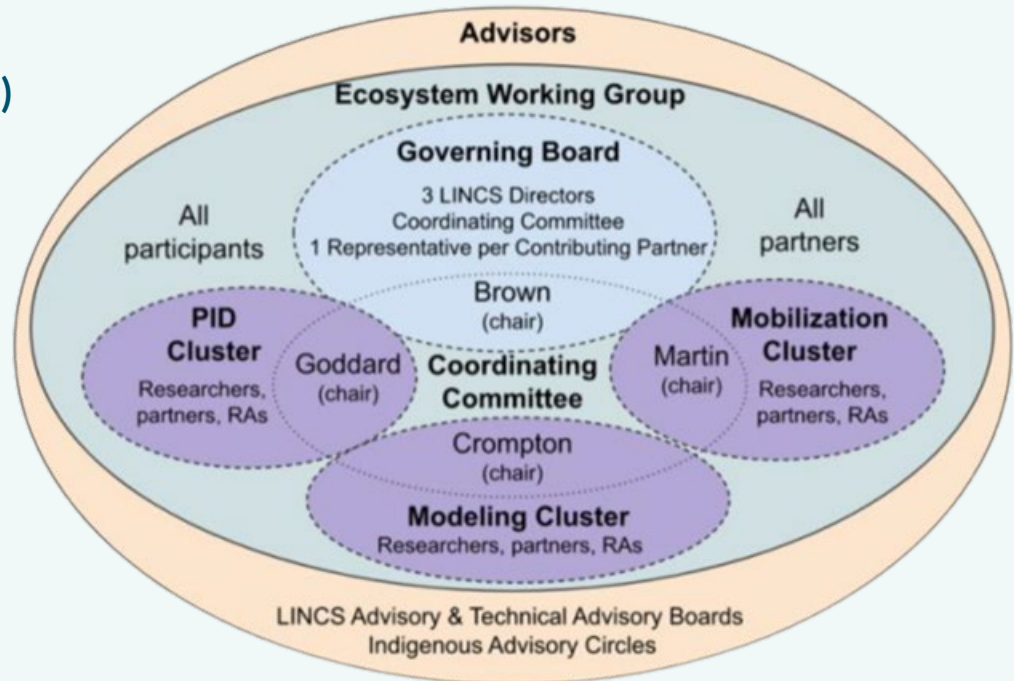 )
Advisors
Ecosystem Working Group
Governing Board
3 LINCS Directors
Coordinating Committee
1 Representative per Contributing Partner
All
participants
All
partners
Brown
(chair)
PID
Cluster
Researchers,
partners, RAs
Goddard
(chair)
Coordinating
Committee
Martin
(chair)
Mobilization
Cluster
Researchers,
partners, RAs
Crompton
(chair)
Modeling Cluster
Researchers, partners, RAs
LINCS Advisory & Technical Advisory Boards
Indigenous Advisory Circles